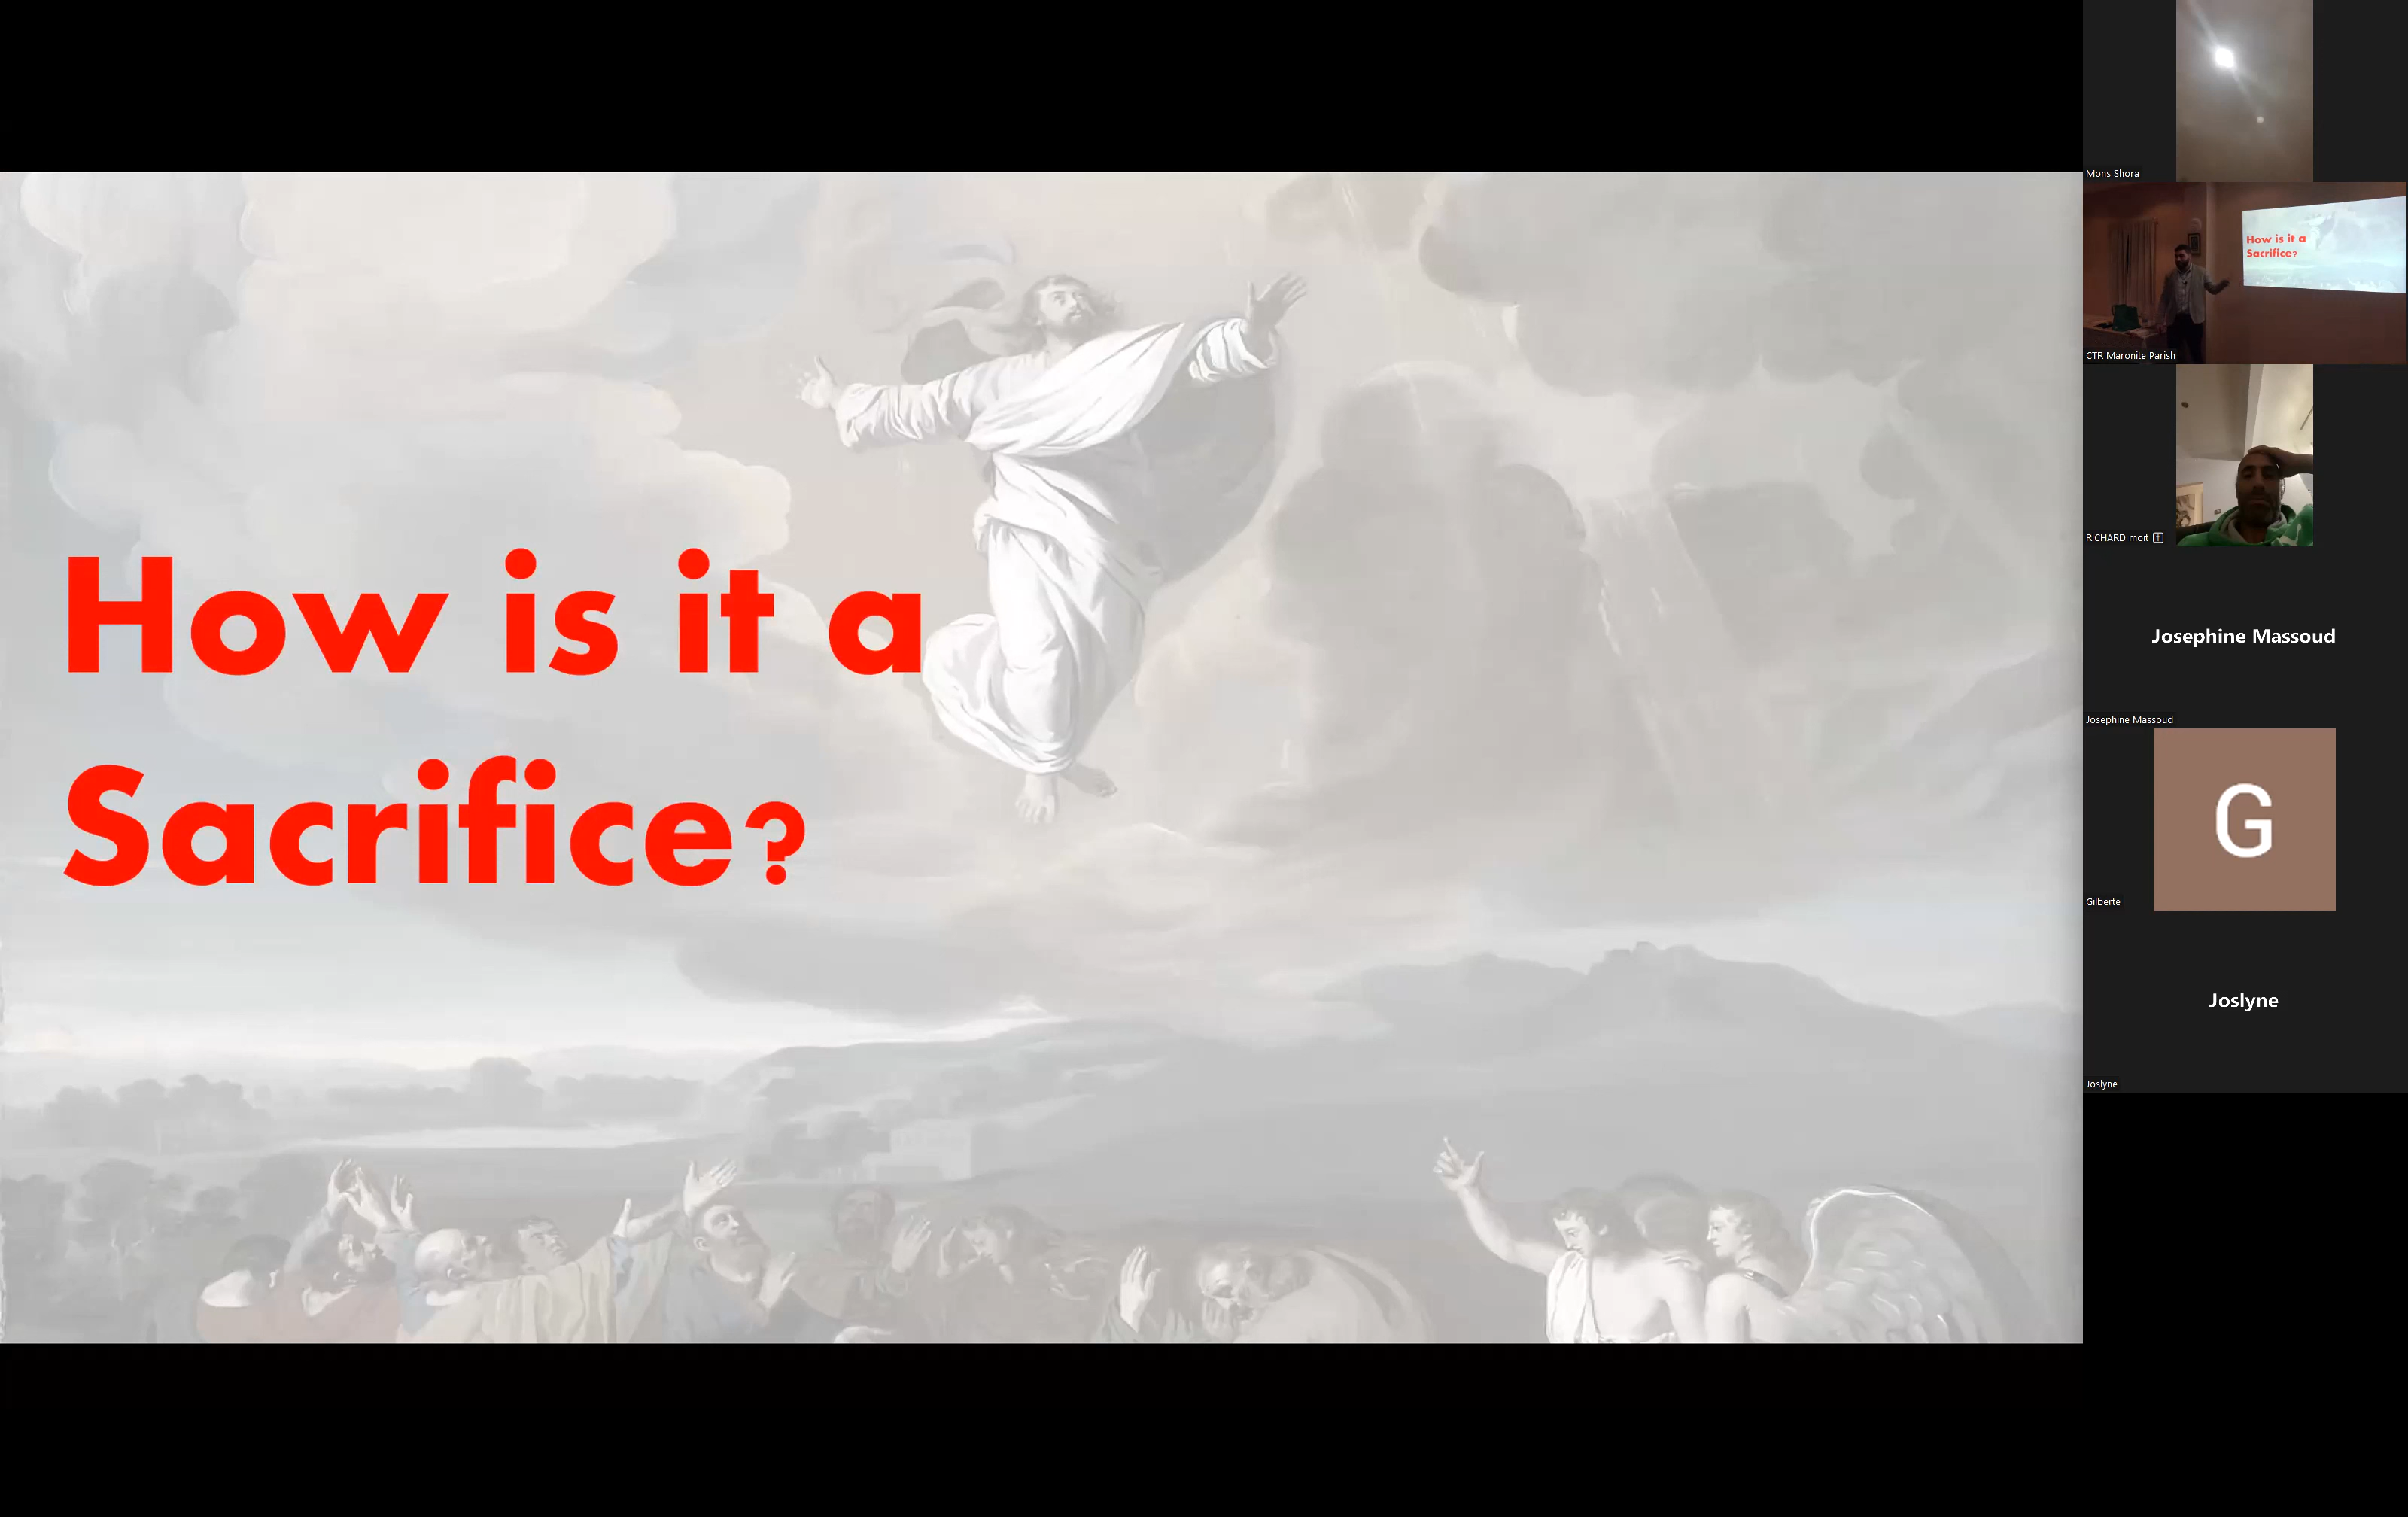 How is it a
Sacrifice?
Mons Shora
How is it a
Sacrifice?
CTR Maronite Parish
RICHARD moit
Josephine Massoud
Josephine Massoud
G
Gilberte
Joslyne
Joslyne